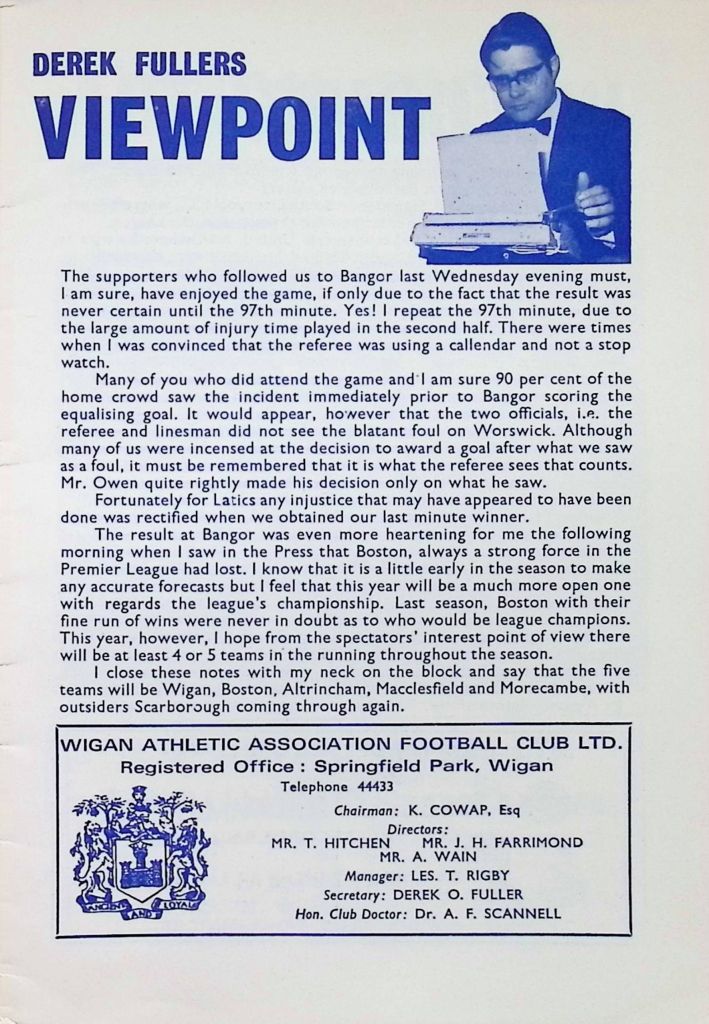 DEREK FULLERS
VIEWPOINT
The supporters who followed us to Bangor last Wednesday evening must,
I am sure, have enjoyed the game, if only due to the fact that the result was
never certain until the 97th minute. Yes! I repeat the 97th minute, due to
the large amount of injury time played in the second half. There were times
when I was convinced that the referee was using a callendar and not a stop
watch.
Many of you who did attend the game and I am sure 90 per cent of the
home crowd saw the incident immediately prior to Bangor scoring the
equalising goal. It would appear, however that the two officials, i.e. the
referee and linesman did not see the blatant foul on Worswick. Although
many of us were incensed at the decision to award a goal after what we saw
as a foul, it must be remembered that it is what the referee sees that counts.
Mr. Owen quite rightly made his decision only on what he saw.
Fortunately for Latics any injustice that may have appeared to have been
done was rectified when we obtained our last minute winner.
The result at Bangor was even more heartening for me the following
morning when I saw in the Press that Boston, always a strong force in the
Premier League had lost. I know that it is a little early in the season to make
any accurate forecasts but I feel that this year will be a much more open one
with regards the league's championship. Last season, Boston with their
fine run of wins were never in doubt as to who would be league champions.
This year, however, I hope from the spectators' interest point of view there
will be at least 4 or 5 teams in the running throughout the season.
I close these notes with my neck on the block and say that the five
teams will be Wigan, Boston, Altrincham, Macclesfield and Morecambe, with
outsiders Scarborough coming through again.
WIGAN ATHLETIC ASSOCIATION FOOTBALL CLUB LTD.
Registered Office : Springfield Park, Wigan
Telephone 44433
Chairman: K. COWAP, Esq
Directors:
MR. T. HITCHEN MR. J. H. FARRIMOND
MR. A. WAIN
Manager: LES. T. RIGBY
Secretary: DEREK O. FULLER
Hon. Club Doctor: Dr. A. F. SCANNELL
ANCIENT AND LOYAL